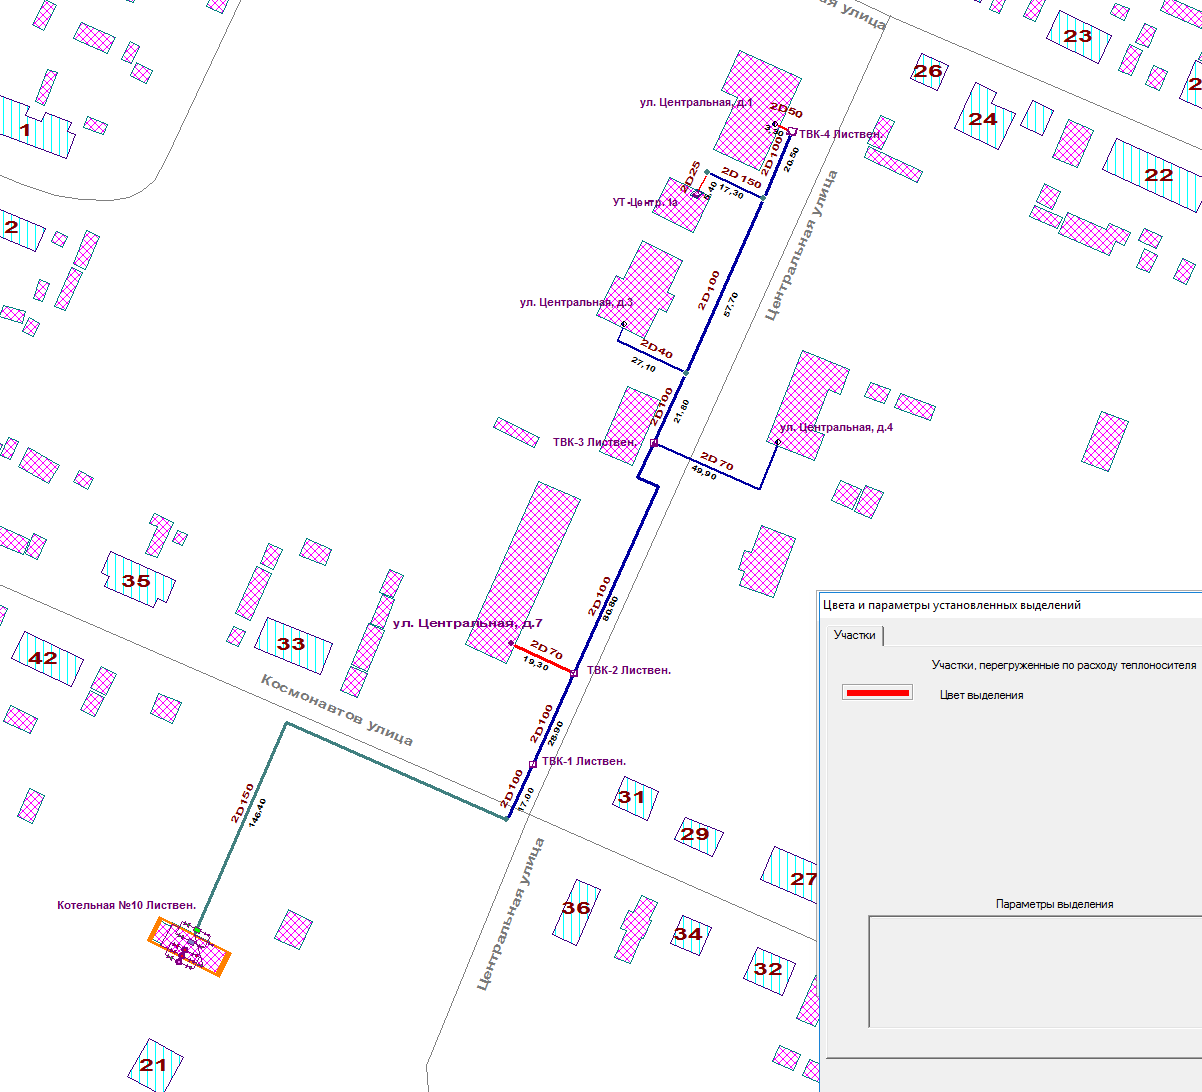 ая улица
23
26
2
24
22
1
2
ул. Центральная, д.1
2D50
ТВК-4 Листвен.
2D100
20,50
2D25
2D150
17,30
УТ-Центр. 1а
Центральная улица
2D100
57,70
ул. Центральная, д.3
2D40
27,10
2D100
21,80
ТВК-3 Листвен.
ул. Центральная, д.4
2D70
49,90
35
33
42
2D100
80,80
ул. Центральная, д.7
2D70
19,30
ТВК-2 Листвен.
Космонавтов улица
2D100
28,90
ТВК-1 Листвен.
2D100
17,00
2D150
146,40
31
29
27
Котельная №10 Листвен.
Центральная улица
36
34
32
21
Цвета и параметры установленных выделений
Участки
Участки, перегруженные по расходу теплоносителя
Цвет выделения
Параметры выделения